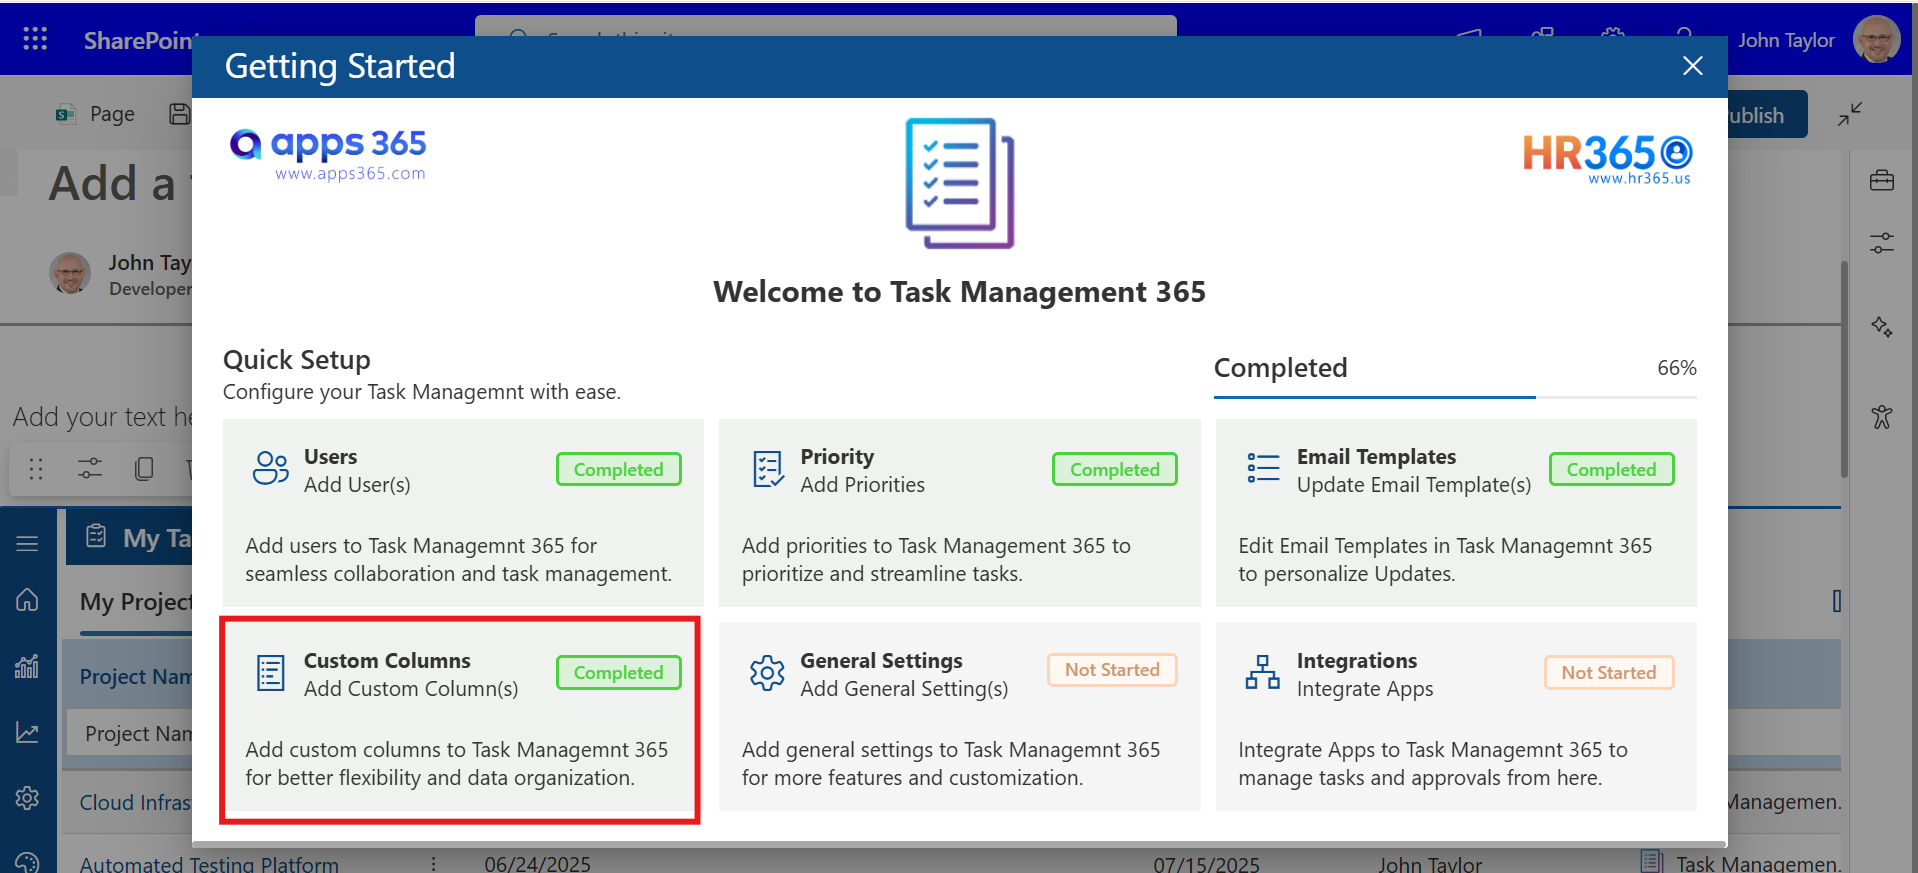 SharePoint
John Taylor
Getting Started
Page
ublish
apps 365
www.apps365.com
HR365
www.hr365.us
Add a
John Tay
Developer
Welcome to Task Management 365
Quick Setup
Configure your Task Managemnt with ease.
Completed
66%
Add your text he
Users
Add User(s)
Completed
Add users to Task Managemnt 365 for
seamless collaboration and task management.
Priority
Add Priorities
Completed
Add priorities to Task Management 365 to
prioritize and streamline tasks.
Email Templates
Update Email Template(s)
Completed
Edit Email Templates in Task Managemnt 365
to personalize Updates.
My Ta
My Project
Project Nam
Project Nam
Custom Columns
Add Custom Column(s)
Completed
Add custom columns to Task Managemnt 365
for better flexibility and data organization.
General Settings
Add General Setting(s)
Not Started
Add general settings to Task Managemnt 365
for more features and customization.
Integrations
Integrate Apps
Not Started
Integrate Apps to Task Managemnt 365 to
manage tasks and approvals from here.
Cloud Infras
Managemen.
Automated Testing Platform
06/24/2025
07/15/2025
John Taylor
Task Managemen.